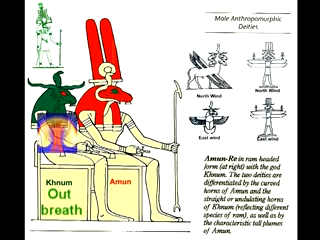 Male Anthropomorphic
Deities
North Wind
North Wind
East wind
East wind
Khnum
Amun
Out
breath
Amun-Re in ram headed
form (at right) with the god
Khnum. The two deities are
differentiated by the curved
horns of Amun and the
straight or undulating horns
of Khnum (reflecting different
species of ram), as well as by
the characteristic tall plumes
of Amun.